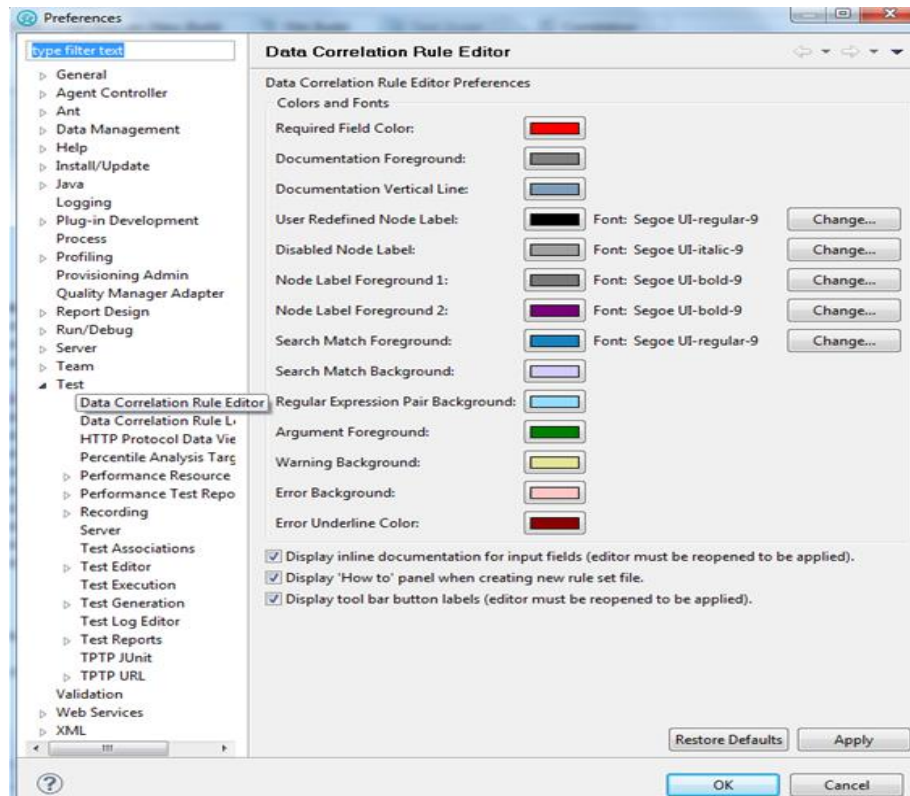 Preferences
type filter text
General
Agent Controller
Ant
Data Management
Help
Install/Update
Java
Logging
Plug-in Development
Process
Profiling
Provisioning Admin
Quality Manager Adapter
Report Design
Run/Debug
Server
Team
Test
Data Correlation Rule Editor
Data Correlation Rule L
HTTP Protocol Data Vie
Percentile Analysis Targ
Performance Resource
Performance Test Repo
Recording
Server
Test Associations
Test Editor
Test Execution
Test Generation
Test Log Editor
Test Reports
TPTP JUnit
TPTP URL
Validation
Web Services
XML
Data Correlation Rule Editor
Data Correlation Rule Editor Preferences
Colors and Fonts
Required Field Color:
Documentation Foreground:
Documentation Vertical Line:
User Redefined Node Label: Font: Segoe UI-regular-9 Change...
Disabled Node Label: Font: Segoe UI-italic-9 Change...
Node Label Foreground 1: Font: Segoe UI-bold-9 Change...
Node Label Foreground 2: Font: Segoe UI-bold-9 Change...
Search Match Foreground: Font: Segoe UI-regular-9 Change...
Search Match Background:
Regular Expression Pair Background:
Argument Foreground:
Warning Background:
Error Background:
Error Underline Color:
Display inline documentation for input fields (editor must be reopened to be applied).
Display 'How to' panel when creating new rule set file.
Display tool bar button labels (editor must be reopened to be applied).
Restore Defaults Apply
OK Cancel